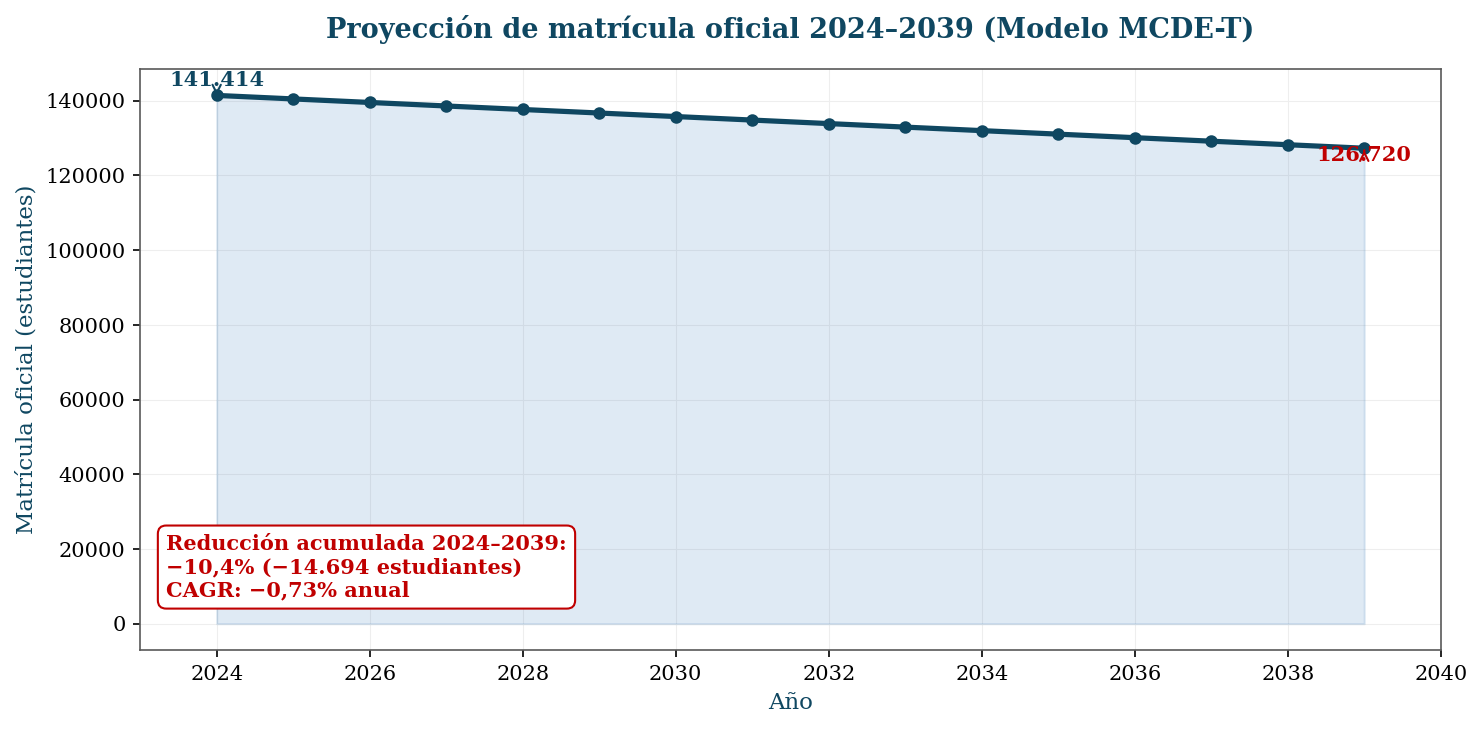 Proyección de matrícula oficial 2024–2039 (Modelo MCDE-T)
141.414
126.720
Matrícula oficial (estudiantes)
140000
120000
100000
80000
60000
40000
20000
0
Reducción acumulada 2024–2039:
−10,4% (−14.694 estudiantes)
CAGR: −0,73% anual
2024 2026 2028 2030 2032 2034 2036 2038 2040
Año